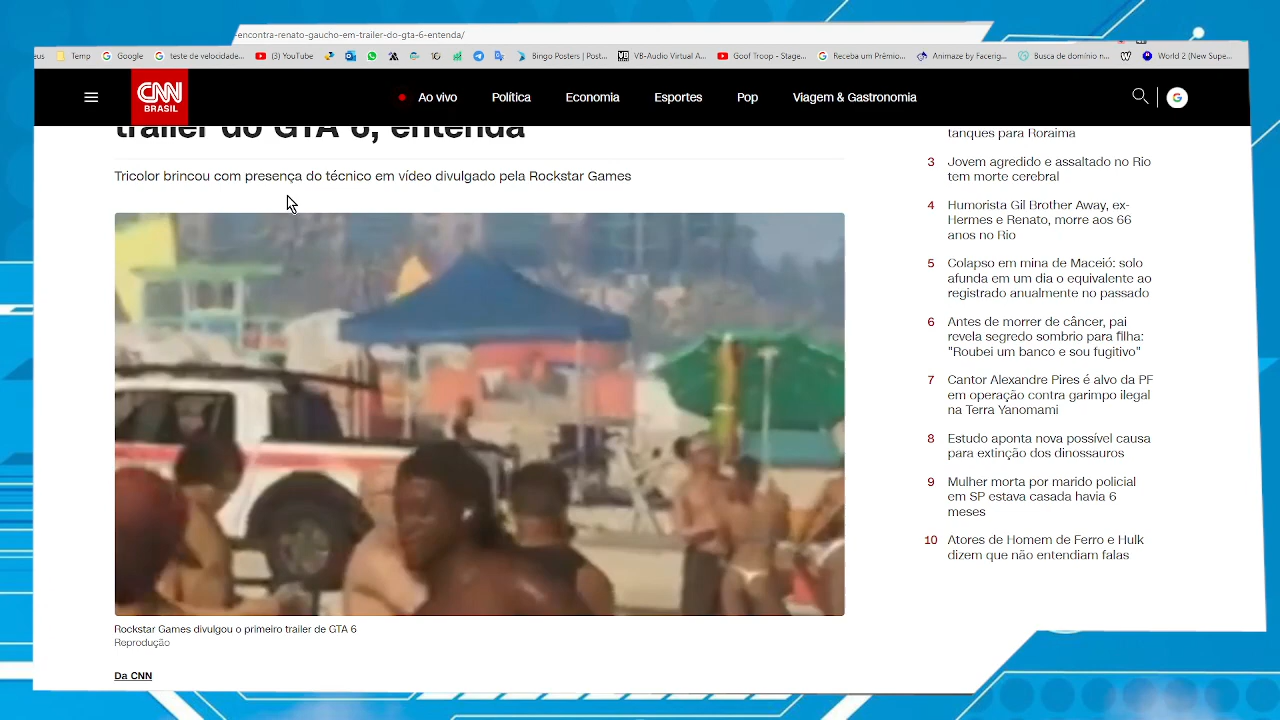 -encontra-renato-gaucho-em-trailer-do-gta-6-entenda/
eus Temp Google teste de velocidade... (3) YouTube Bingo Posters | Post... VB-Audio Virtual A... Goof Troop - Stage... Receba um Prêmio... Animaze by Faceng... Busca de domínio n... World 2 (New Supe...
CNN
BRASIL
Ao vivo Política Economia Esportes Pop Viagem & Gastronomia
trailer do GTA 6, entenda
Tricolor brincou com presença do técnico em vídeo divulgado pela Rockstar Games
Rockstar Games divulgou o primeiro trailer de GTA 6
Reprodução
Da CNN
tanques para Roraima
3 Jovem agredido e assaltado no Rio
tem morte cerebral
4 Humorista Gil Brother Away, ex-
Hermes e Renato, morre aos 66
anos no Rio
5 Colapso em mina de Maceió: solo
afunda em um dia o equivalente ao
registrado anualmente no passado
6 Antes de morrer de câncer, pai
revela segredo sombrio para filha:
"Roubei um banco e sou fugitivo"
7 Cantor Alexandre Pires é alvo da PF
em operação contra garimpo ilegal
na Terra Yanomami
8 Estudo aponta nova possível causa
para extinção dos dinossauros
9 Mulher morta por marido policial
em SP estava casada havia 6
meses
10 Atores de Homem de Ferro e Hulk
dizem que não entendiam falas